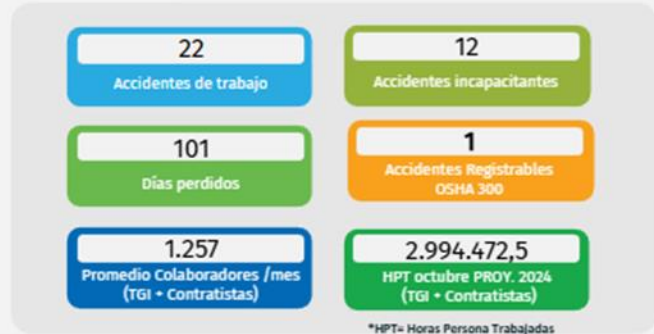 22
Accidentes de trabajo
12
Accidentes incapacitantes
101
Días perdidos
1
Accidentes Registrables
OSHA 300
1.257
Promedio Colaboradores /mes
(TGI + Contratistas)
2.994.472,5
HPT octubre PROY. 2024
(TGI + Contratistas)
*HPT= Horas Persona Trabajadas